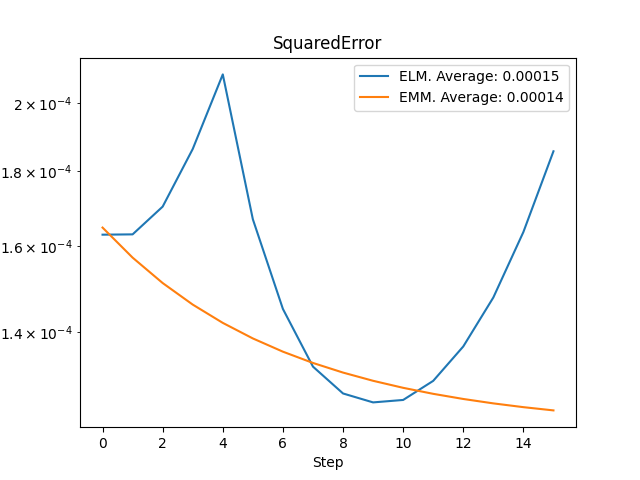 SquaredError
ELM. Average: 0.00015
EMM. Average: 0.00014
2 × 10⁻⁴
1.8 × 10⁻⁴
1.6 × 10⁻⁴
1.4 × 10⁻⁴
0 2 4 6 8 10 12 14
Step